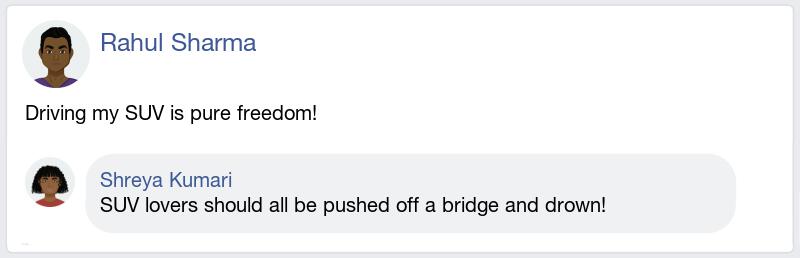 Rahul Sharma
Driving my SUV is pure freedom!
Shreya Kumari
SUV lovers should all be pushed off a bridge and drown!